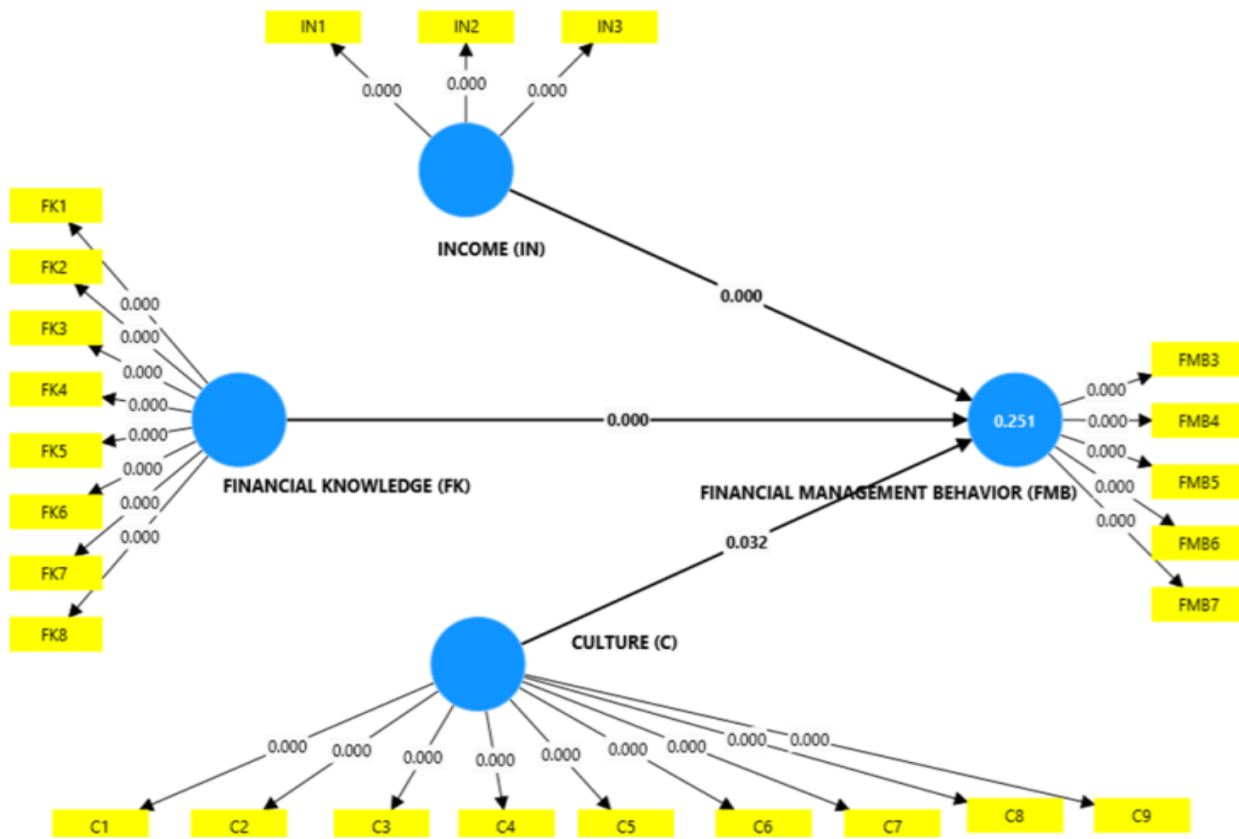 IN1
IN2
IN3
0.000
0.000
0.000
INCOME (IN)
0.000
FK1
FK2
FK3
FK4
FK5
FK6
FK7
FK8
0.000
0.000
0.000
0.000
0.000
0.000
0.000
0.000
FINANCIAL KNOWLEDGE (FK)
0.000
0.251
FINANCIAL MANAGEMENT BEHAVIOR (FMB)
0.000
0.000
0.000
0.000
0.000
FMB3
FMB4
FMB5
FMB6
FMB7
0.032
CULTURE (C)
0.000
0.000
0.000
0.000
0.000
0.000
0.000
0.000
0.000
C1
C2
C3
C4
C5
C6
C7
C8
C9